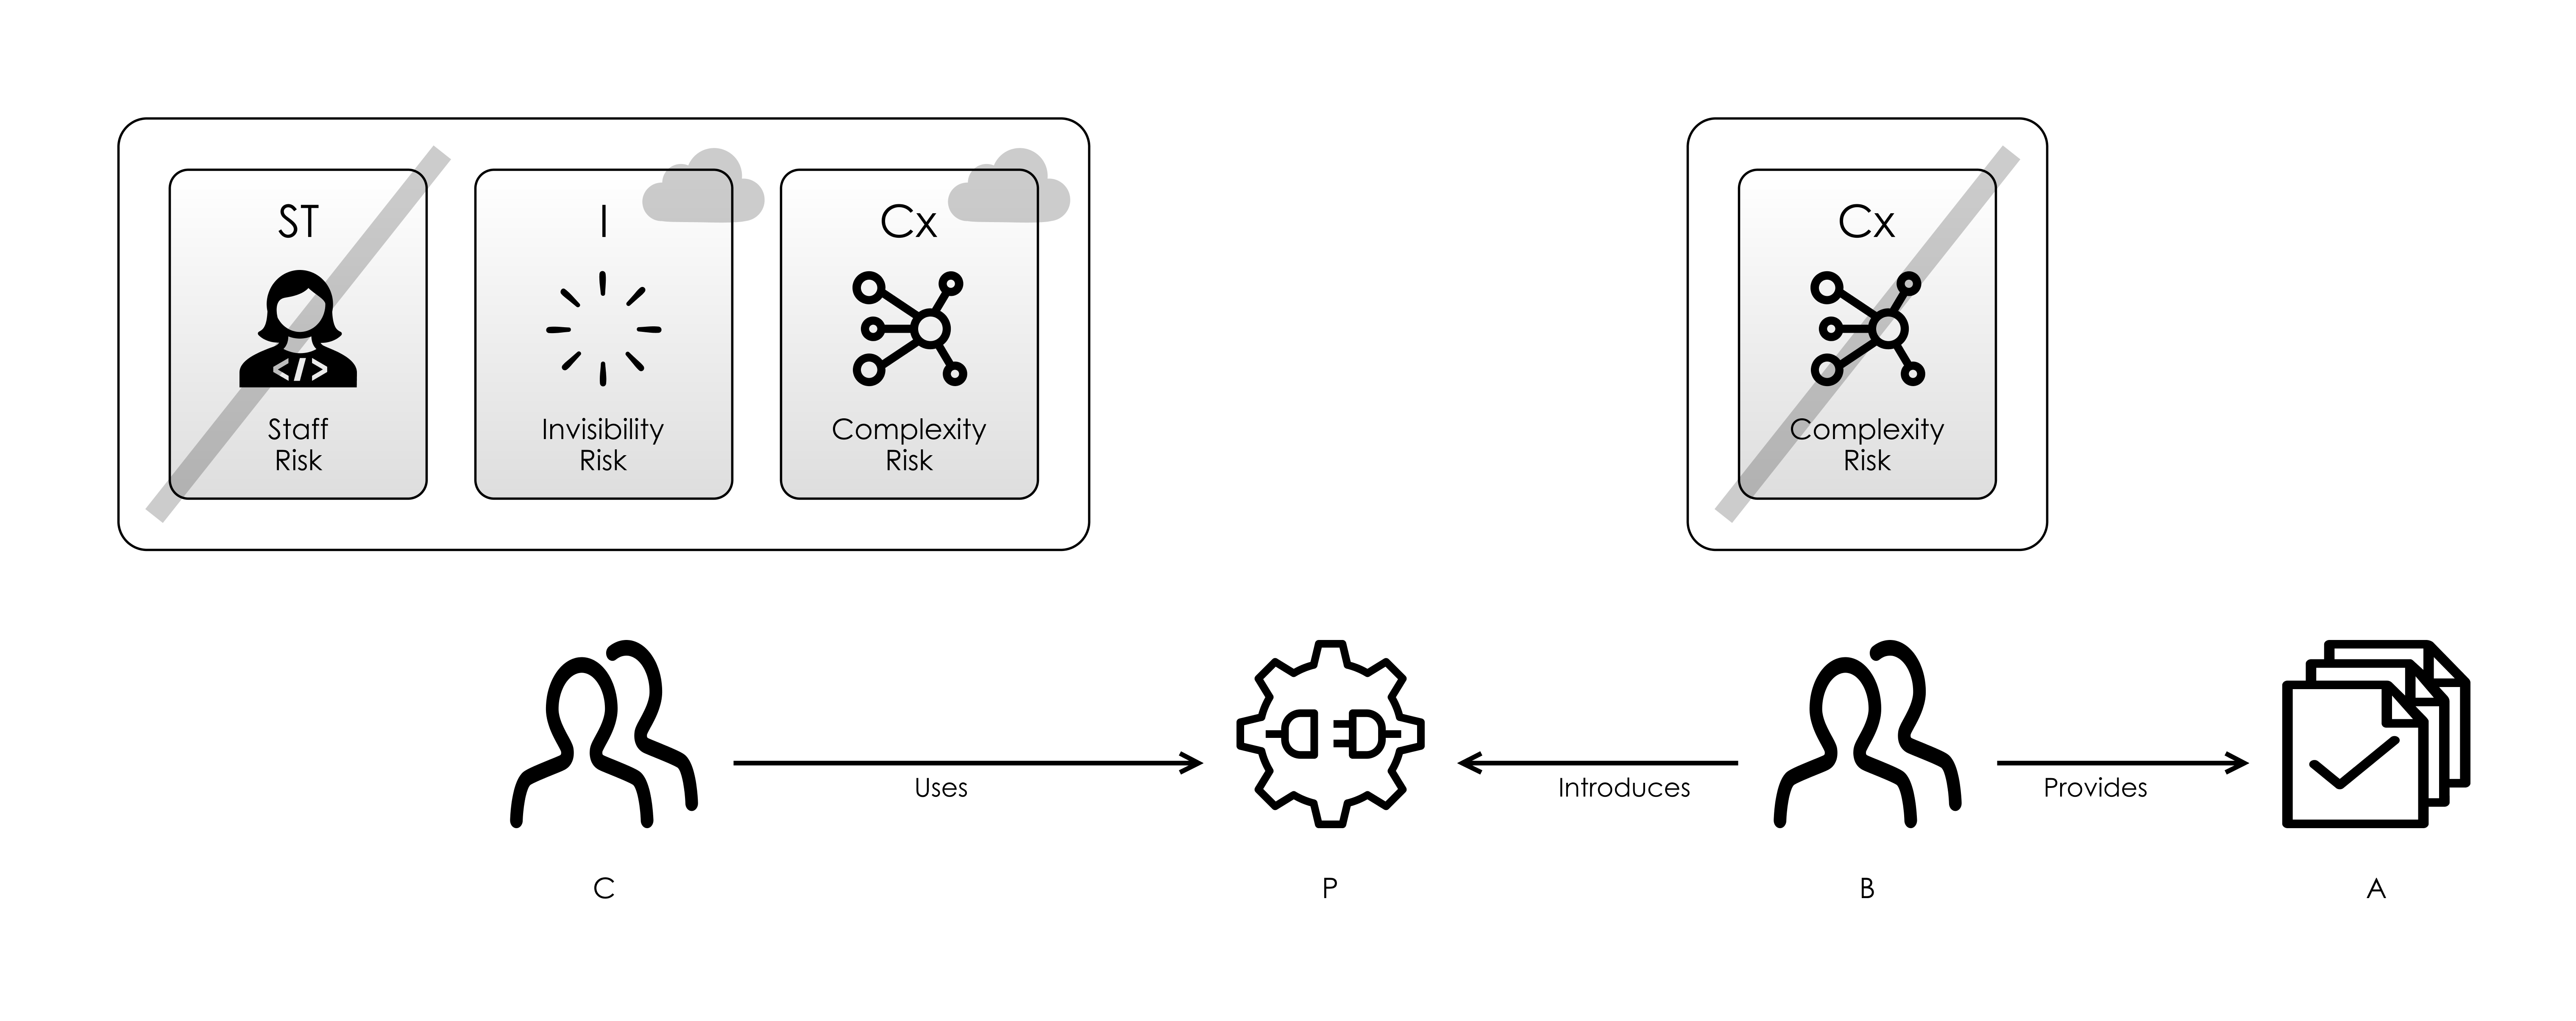 ST
I
Cx
Cx
</>
Staff
Risk
Invisibility
Risk
Complexity
Risk
Complexity
Risk
Uses
Introduces
Provides
C
P
B
A